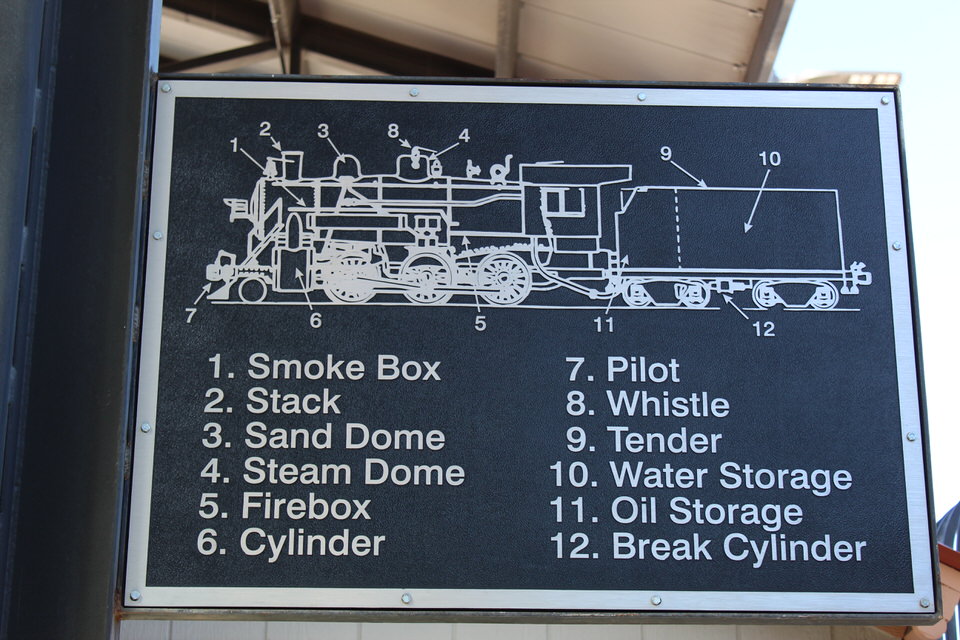 1 2 3 8 4 9 10
7 6 5 11 12
1. Smoke Box
2. Stack
3. Sand Dome
4. Steam Dome
5. Firebox
6. Cylinder
7. Pilot
8. Whistle
9. Tender
10. Water Storage
11. Oil Storage
12. Break Cylinder